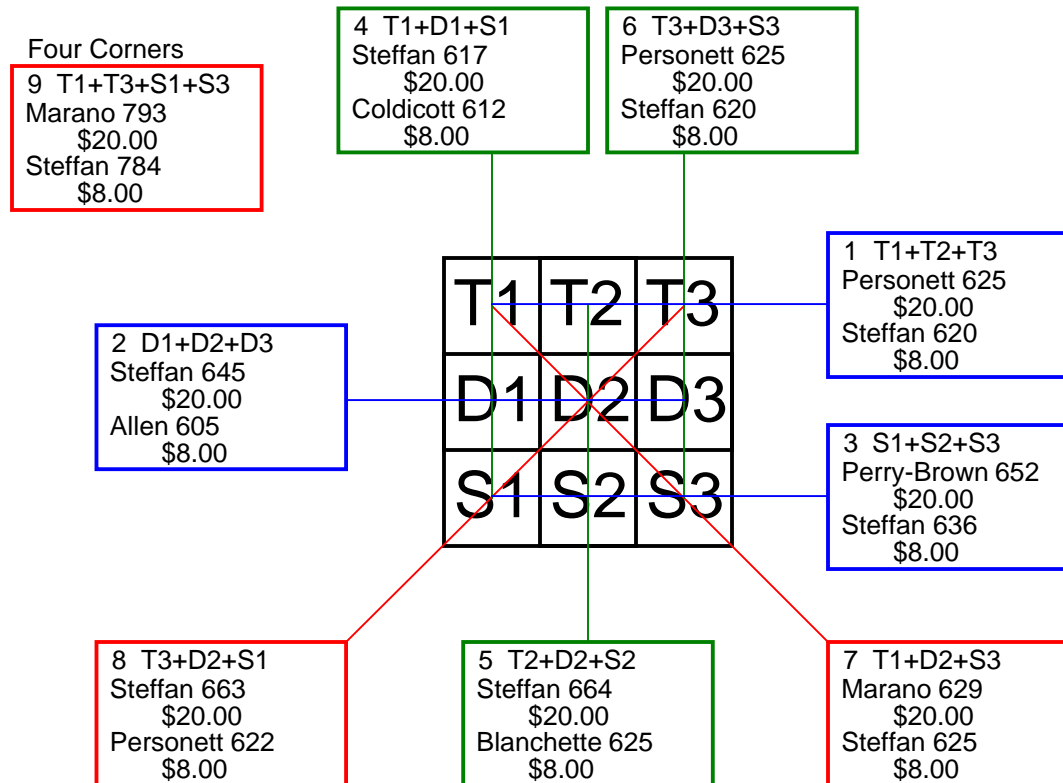 Four Corners
9 T1+T3+S1+S3
Marano 793
$20.00
Steffan 784
$8.00
4 T1+D1+S1
Steffan 617
$20.00
Coldicott 612
$8.00
6 T3+D3+S3
Personett 625
$20.00
Steffan 620
$8.00
1 T1+T2+T3
Personett 625
$20.00
Steffan 620
$8.00
2 D1+D2+D3
Steffan 645
$20.00
Allen 605
$8.00
T1 T2 T3
D1 D2 D3
S1 S2 S3
3 S1+S2+S3
Perry-Brown 652
$20.00
Steffan 636
$8.00
8 T3+D2+S1
Steffan 663
$20.00
Personett 622
$8.00
5 T2+D2+S2
Steffan 664
$20.00
Blanchette 625
$8.00
7 T1+D2+S3
Marano 629
$20.00
Steffan 625
$8.00